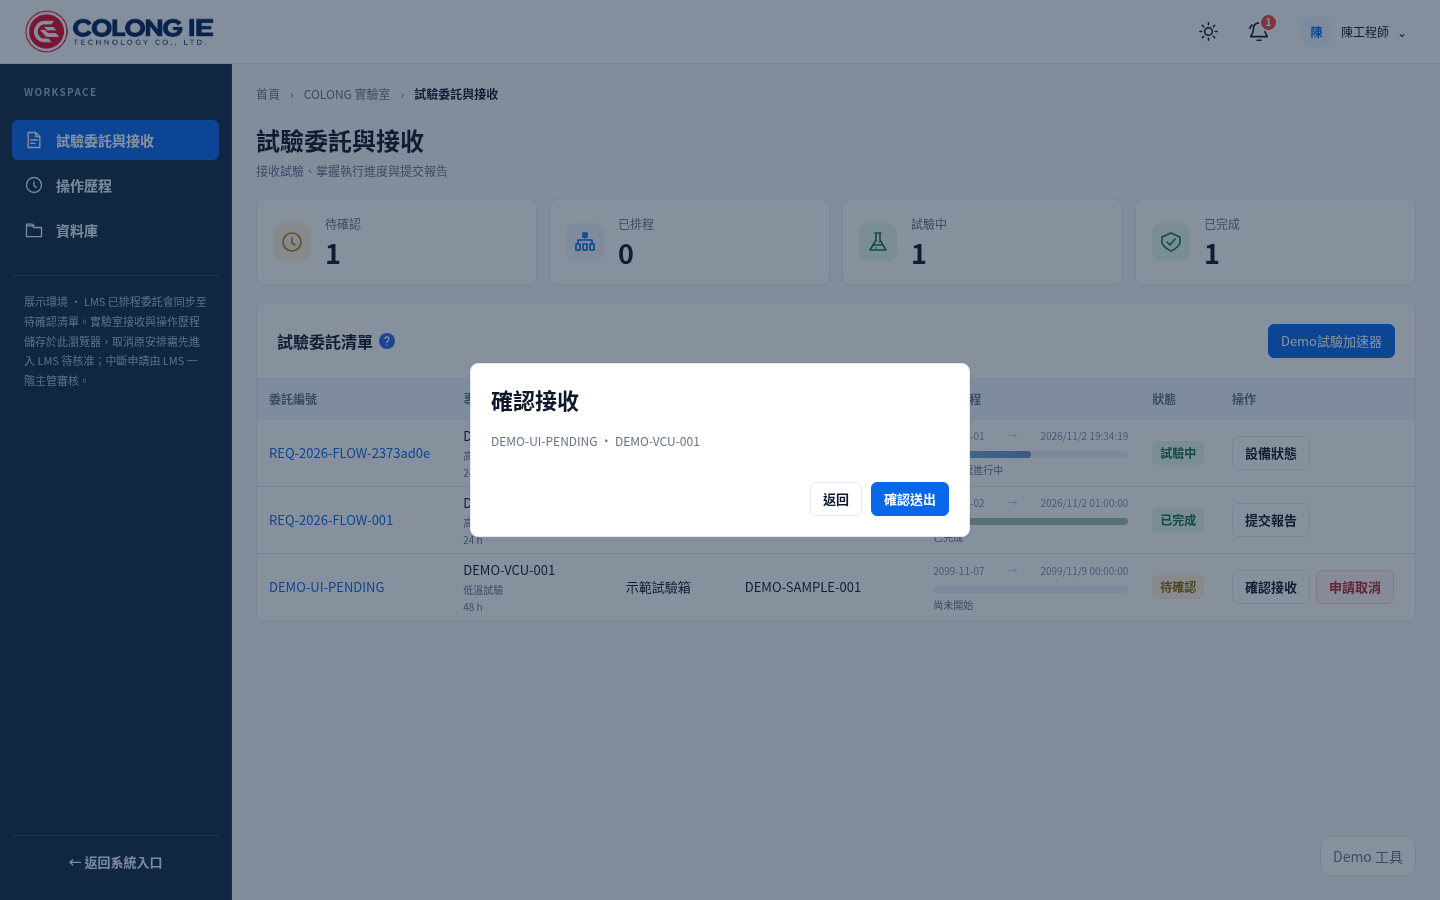 COLONG IE
TECHNOLOGY CO., LTD.
1
陳
陳工程師
WORKSPACE
試驗委託與接收
操作歷程
資料庫
展示環境 · LMS 已排程委託會同步至
待確認清單。實驗室接收與操作歷程
儲存於此瀏覽器，取消原安排需先進
入 LMS 待核准；中斷申請由 LMS 一
階主管審核。
← 返回系統入口
首頁 › COLONG 實驗室 › 試驗委託與接收
試驗委託與接收
接收試驗、掌握執行進度與提交報告
待確認
1
已排程
0
試驗中
1
已完成
1
試驗委託清單 ?
Demo試驗加速器
委託編號
程
狀態
操作
REQ-2026-FLOW-2373ad0e
-01 → 2026/11/2 19:34:19
進行中
試驗中
設備狀態
REQ-2026-FLOW-001
24 h
-02 → 2026/11/2 01:00:00
已完成
已完成
提交報告
DEMO-UI-PENDING
DEMO-VCU-001
低溫試驗
48 h
示範試驗箱
DEMO-SAMPLE-001
2099-11-07 → 2099/11/9 00:00:00
尚未開始
待確認
確認接收
申請取消
確認接收
DEMO-UI-PENDING · DEMO-VCU-001
返回
確認送出
Demo 工具